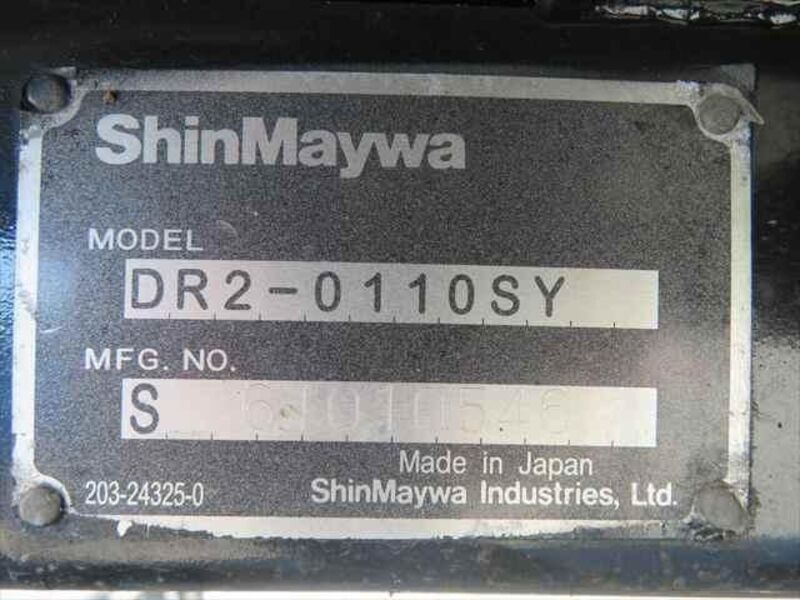 ShinMaywa
MODEL
DR2-0110SY
MFG. NO.
S
Made in Japan
203-24325-0 ShinMaywa Industries, Ltd.